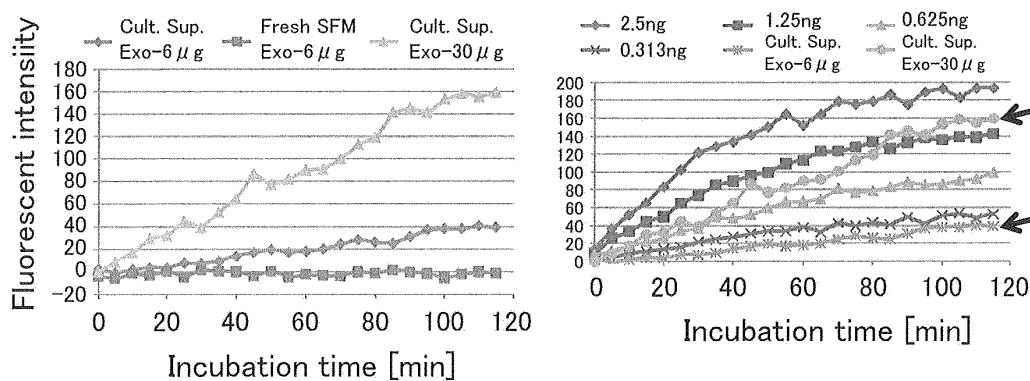 Cult. Sup. Exo-6μg
Fresh SFM Exo-6μg
Cult. Sup. Exo-30μg
Fluorescent intensiity
180
160
140
120
100
80
60
40
20
0
-20
0 20 40 60 80 100 120
Incubation time [min]
2.5ng 1.25ng 0.625ng
0.313ng
Cult. Sup. Exo-6μg
Cult. Sup. Exo-30μg
200
180
160
140
120
100
80
60
40
20
0
0 20 40 60 80 100 120
Incubation time [min]